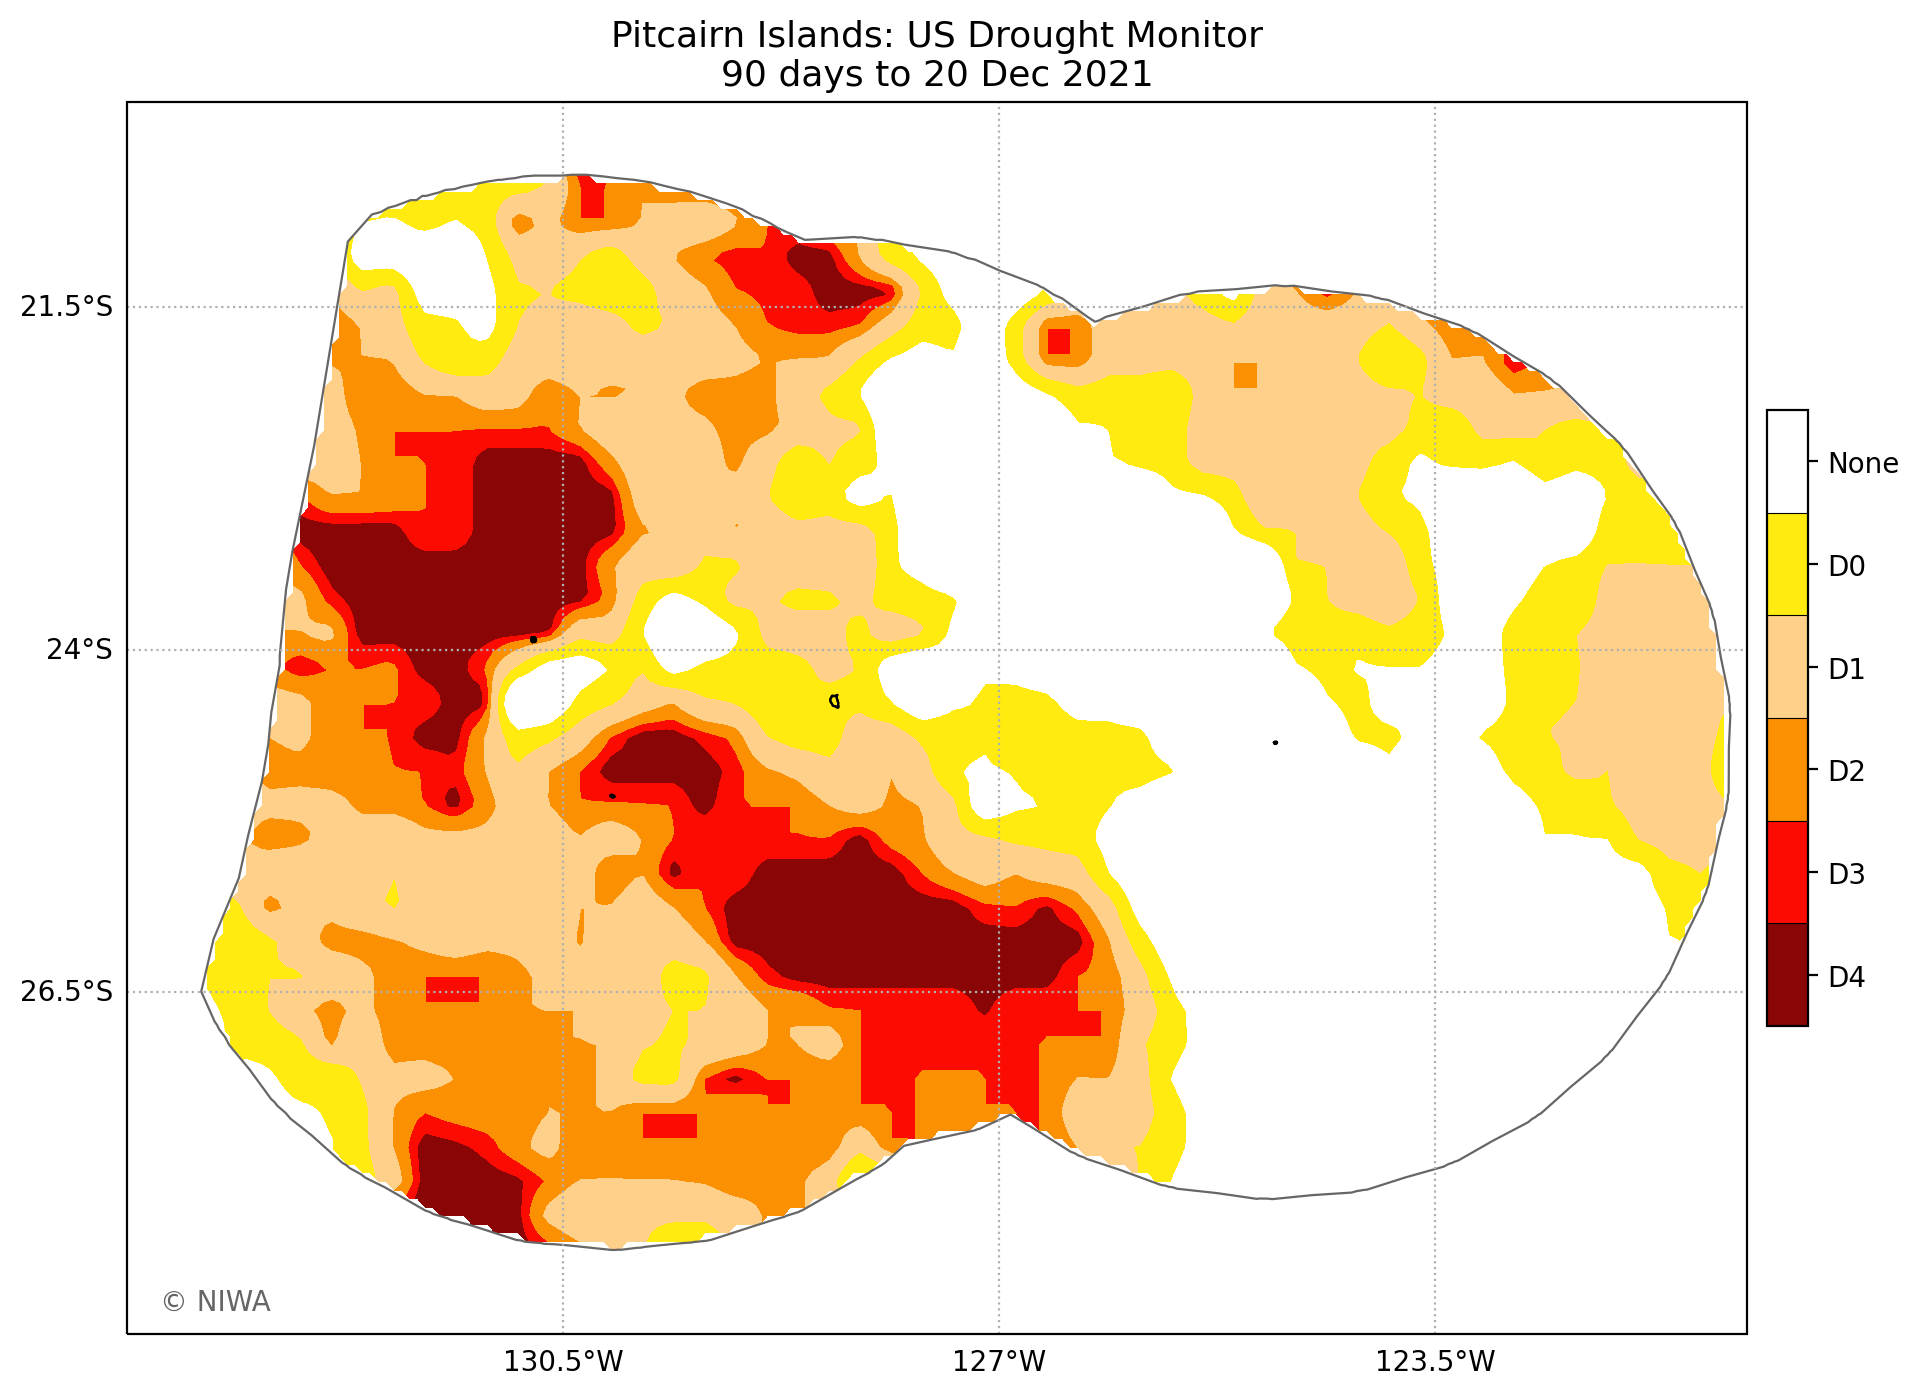 Pitcairn Islands: US Drought Monitor
90 days to 20 Dec 2021
21.5°S
24°S
26.5°S
130.5°W
127°W
123.5°W
None
D0
D1
D2
D3
D4
© NIWA